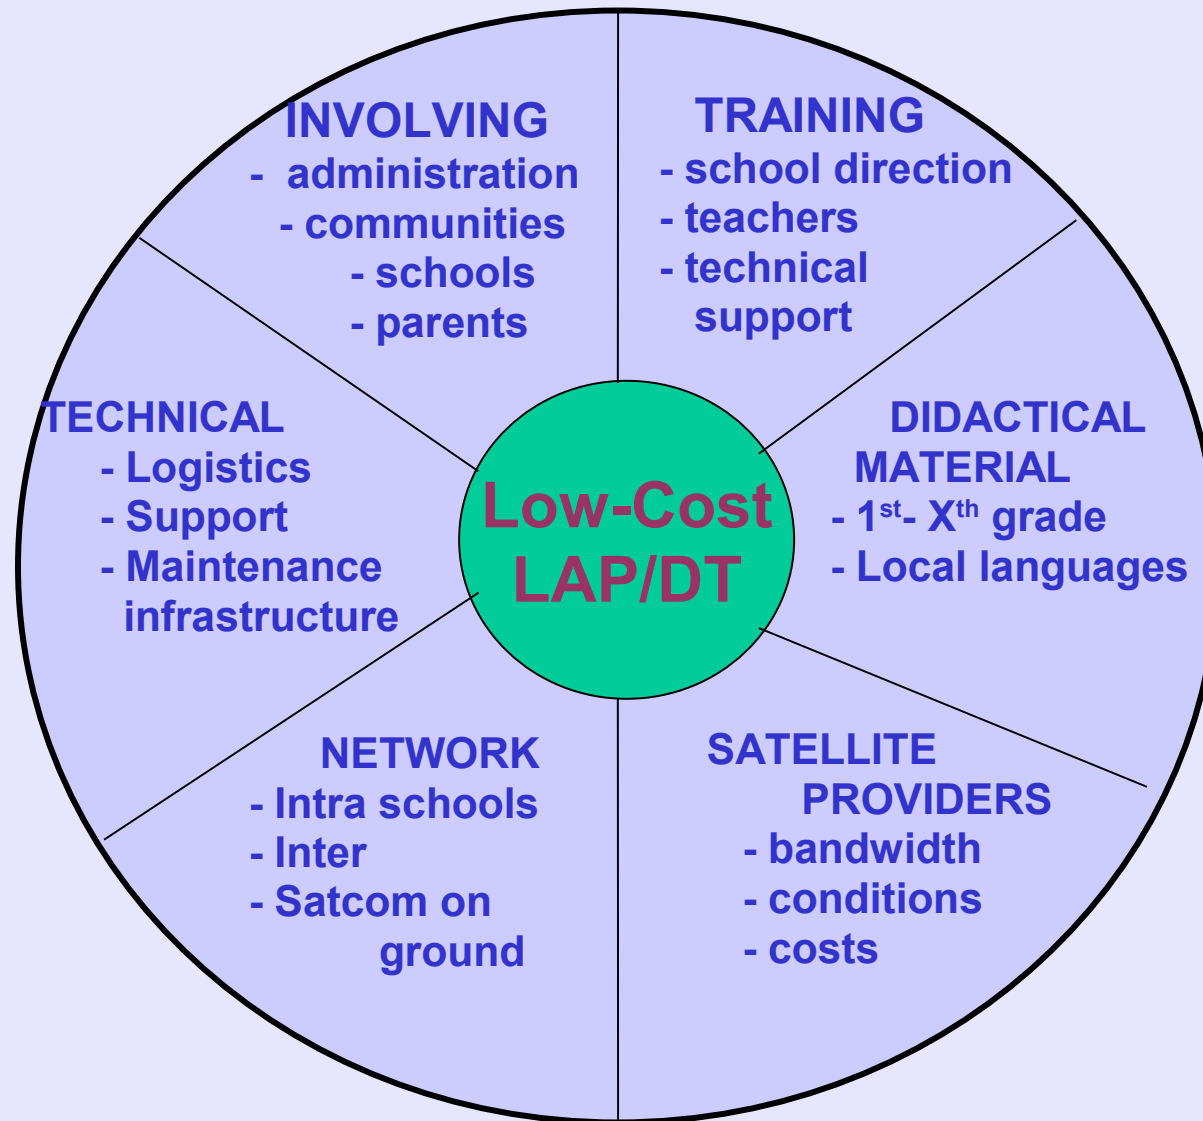 INVOLVING
- administration
- communities
- schools
- parents
TRAINING
- school direction
- teachers
- technical
support
TECHNICAL
- Logistics
- Support
- Maintenance
infrastructure
Low-Cost
LAP/DT
DIDACTICAL
MATERIAL
- 1st- Xth grade
- Local languages
NETWORK
- Intra schools
- Inter
- Satcom on
ground
SATELLITE
PROVIDERS
- bandwidth
- conditions
- costs